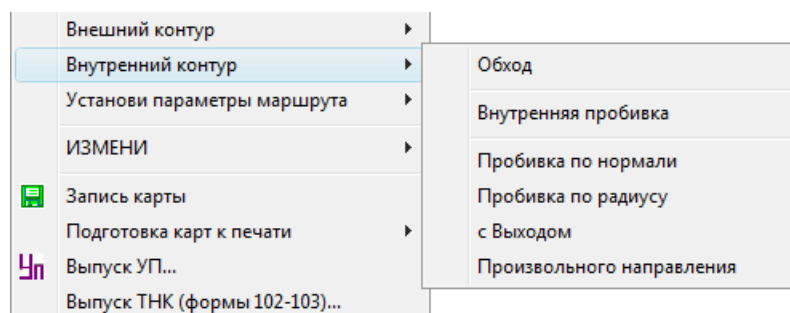 Внешний контур
Внутренний контур
Установи параметры маршрута
ИЗМЕНИ
Запись карты
Подготовка карт к печати
Уп Выпуск УП...
Выпуск ТНК (формы 102-103)...
Обход
Внутренняя пробивка
Пробивка по нормали
Пробивка по радиусу
с Выходом
Произвольного направления